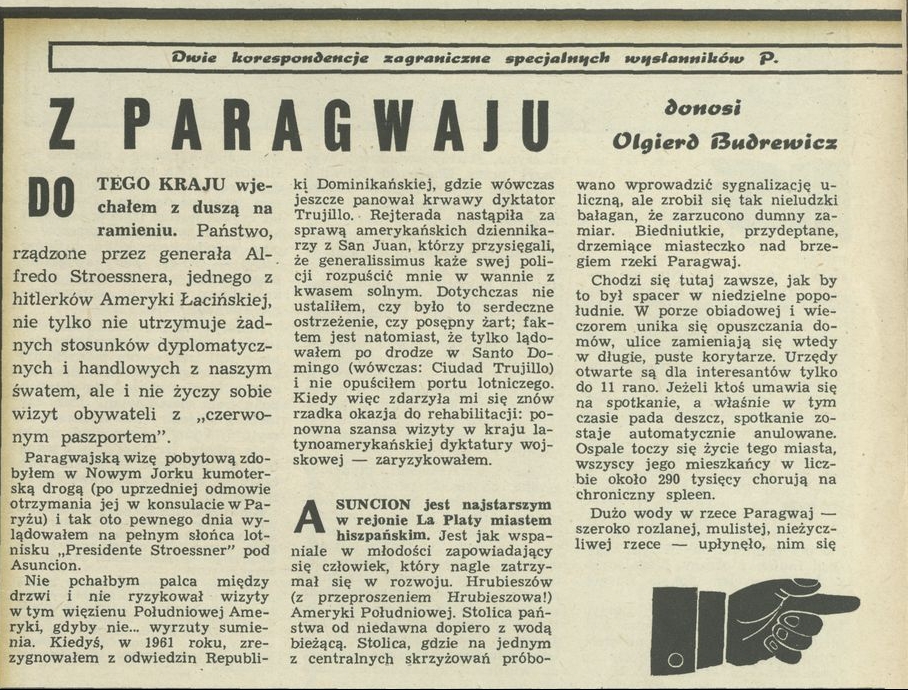 Dwie korespondencje zagraniczne specjalnych wysłanników P.
Z PARAGWAJU
donosi
Olgierd Budrewicz
DO TEGO KRAJU wje-
chałem z duszą na
ramieniu. Państwo,
rządzone przez generała Al-
fredo Stroessnera, jednego z
hitlerków Ameryki Łacińskiej,
nie tylko nie utrzymuje żad-
nych stosunków dyplomatycz-
nych i handlowych z naszym
światem, ale i nie życzy sobie
wizyt obywateli z „czerwo-
nym paszportem”.
Paragwajską wizę pobytową zdo-
byłem w Nowym Jorku kumoter-
ską drogą (po uprzedniej odmowie
otrzymania jej w konsulacie w Pa-
ryżu) i tak oto pewnego dnia wy-
lądowałem na pełnym słońca lot-
nisku „Presidente Stroessner” pod
Asuncion.
Nie pchałbym palca między
drzwi i nie ryzykował wizyty
w tym więzieniu Południowej Ame-
ryki, gdyby nie... wyrzuty sumie-
nia. Kiedyś, w 1961 roku, zre-
zygnowałem z odwiedzin Republi-
ki Dominikańskiej, gdzie wówczas
jeszcze panował krwawy dyktator
Trujillo. Rejterada nastąpiła za
sprawą amerykańskich dziennika-
rzy z San Juan, którzy przysięgali,
że generalissimus każe swej poli-
cji rozpuścić mnie w wannie z
kwasem solnym. Dotychczas nie
ustaliłem, czy było to serdeczne
ostrzeżenie, czy posępny żart; fak-
tem jest natomiast, że tylko lądo-
wałem po drodze w Santo Do-
mingo (wówczas: Ciudad Trujillo)
i nie opuściłem portu lotniczego.
Kiedy więc zdarzyła mi się znów
rzadka okazja do rehabilitacji: po-
nowna szansa wizyty w kraju la-
tynoamerykańskiej dyktatury woj-
skowej — zaryzykowałem.
ASUNCION jest najstarszym
w rejonie La Platy miastem
hiszpańskim. Jest jak wspa-
niale w młodości zapowiadający
się człowiek, który nagle zatrzy-
mał się w rozwoju. Hrubieszów
(z przeproszeniem Hrubieszowa!)
Ameryki Południowej. Stolica pań-
stwa od niedawna dopiero z wodą
bieżącą. Stolica, gdzie na jednym
z centralnych skrzyżowań próbo-
wano wprowadzić sygnalizację u-
liczną, ale zrobił się tak nieludzki
bałagan, że zarzucono dumny za-
miar. Biedniutkie, przydeptane,
drzemiące miasteczko nad brze-
giem rzeki Paragwaj.
Chodzi się tutaj zawsze, jak by
to był spacer w niedzielne popo-
łudnie. W porze obiadowej i wie-
czorem unika się opuszczania do-
mów, ulice zamieniają się wtedy
w długie, puste korytarze. Urzędy
otwarte są dla interesantów tylko
do 11 rano. Jeżeli ktoś umawia się
na spotkanie, a właśnie w tym
czasie pada deszcz, spotkanie zo-
staje automatycznie anulowane.
Ospale toczy się życie tego miasta,
wszyscy jego mieszkańcy w licz-
bie około 290 tysięcy chorują na
chroniczny spleen.
Dużo wody w rzece Paragwaj —
szeroko rozlanej, mulistej, nieżycz-
liwej rzece — upłynęło, nim się